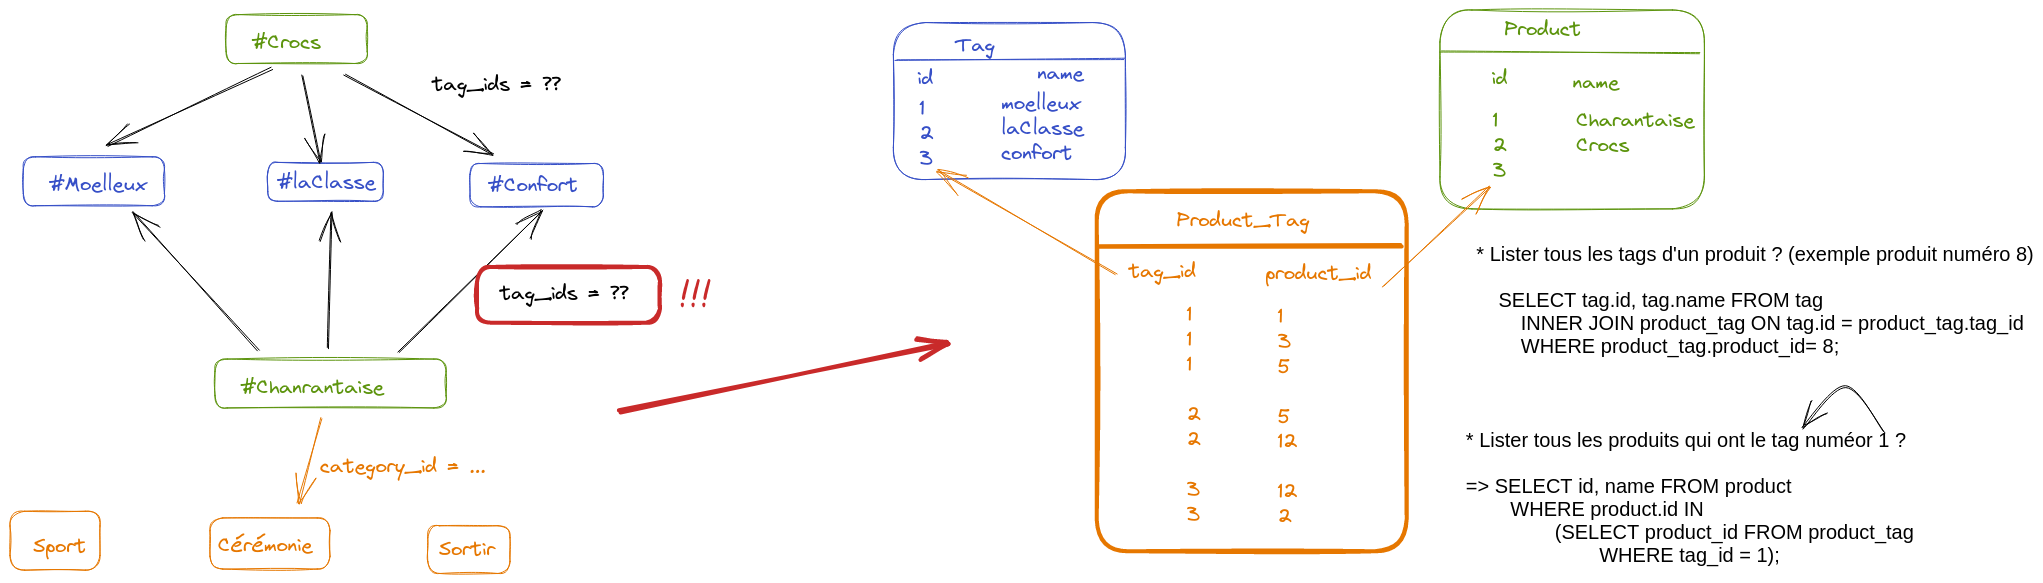 #Crocs
tag_ids = ??
#Moelleux
#laClasse
#Confort
tag_ids = ??
!!!
#Chanrantaise
category_id = ...
Sport
Cérémonie
Sortir
Tag
id name
1 moelleux
2 laClasse
3 confort
Product
id name
1 Charantaise
2 Crocs
3
Product_Tag
tag_id product_id
1 1
1 3
1 5
2 5
2 12
3 12
3 2
* Lister tous les tags d'un produit ? (exemple produit numéro 8)
SELECT tag.id, tag.name FROM tag
INNER JOIN product_tag ON tag.id = product_tag.tag_id
WHERE product_tag.product_id= 8;
* Lister tous les produits qui ont le tag numéor 1 ?
=> SELECT id, name FROM product
WHERE product.id IN
(SELECT product_id FROM product_tag
WHERE tag_id = 1);